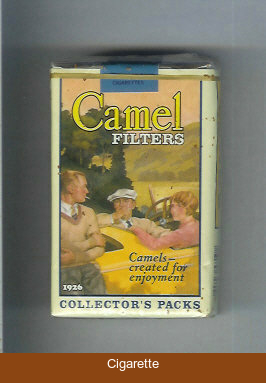 CIGARETTES
Camel
FILTERS
Camels—
created for
enjoyment
1926
COLLECTOR'S PACKS
Cigarette